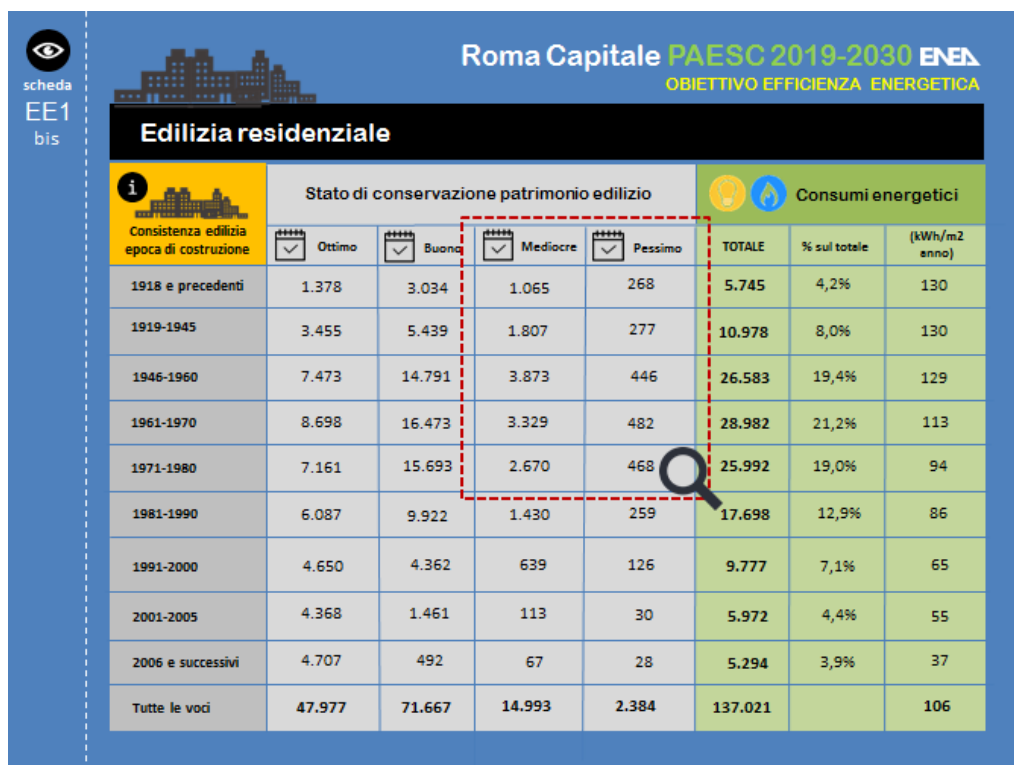 scheda
EE1
bis
Roma Capitale PAESC 2019-2030 ENEA
OBIETTIVO EFFICIENZA ENERGETICA
Edilizia residenziale
i
Consistenza edilizia
epoca di costruzione
Stato di conservazione patrimonio edilizio
Consumi energetici
Ottimo Buono Mediocre Pessimo TOTALE % sul totale (kWh/m2
anno)
1918 e precedenti 1.378 3.034 1.065 268 5.745 4,2% 130
1919-1945 3.455 5.439 1.807 277 10.978 8,0% 130
1946-1960 7.473 14.791 3.873 446 26.583 19,4% 129
1961-1970 8.698 16.473 3.329 482 28.982 21,2% 113
1971-1980 7.161 15.693 2.670 468 25.992 19,0% 94
1981-1990 6.087 9.922 1.430 259 17.698 12,9% 86
1991-2000 4.650 4.362 639 126 9.777 7,1% 65
2001-2005 4.368 1.461 113 30 5.972 4,4% 55
2006 e successivi 4.707 492 67 28 5.294 3,9% 37
Tutte le voci 47.977 71.667 14.993 2.384 137.021 106